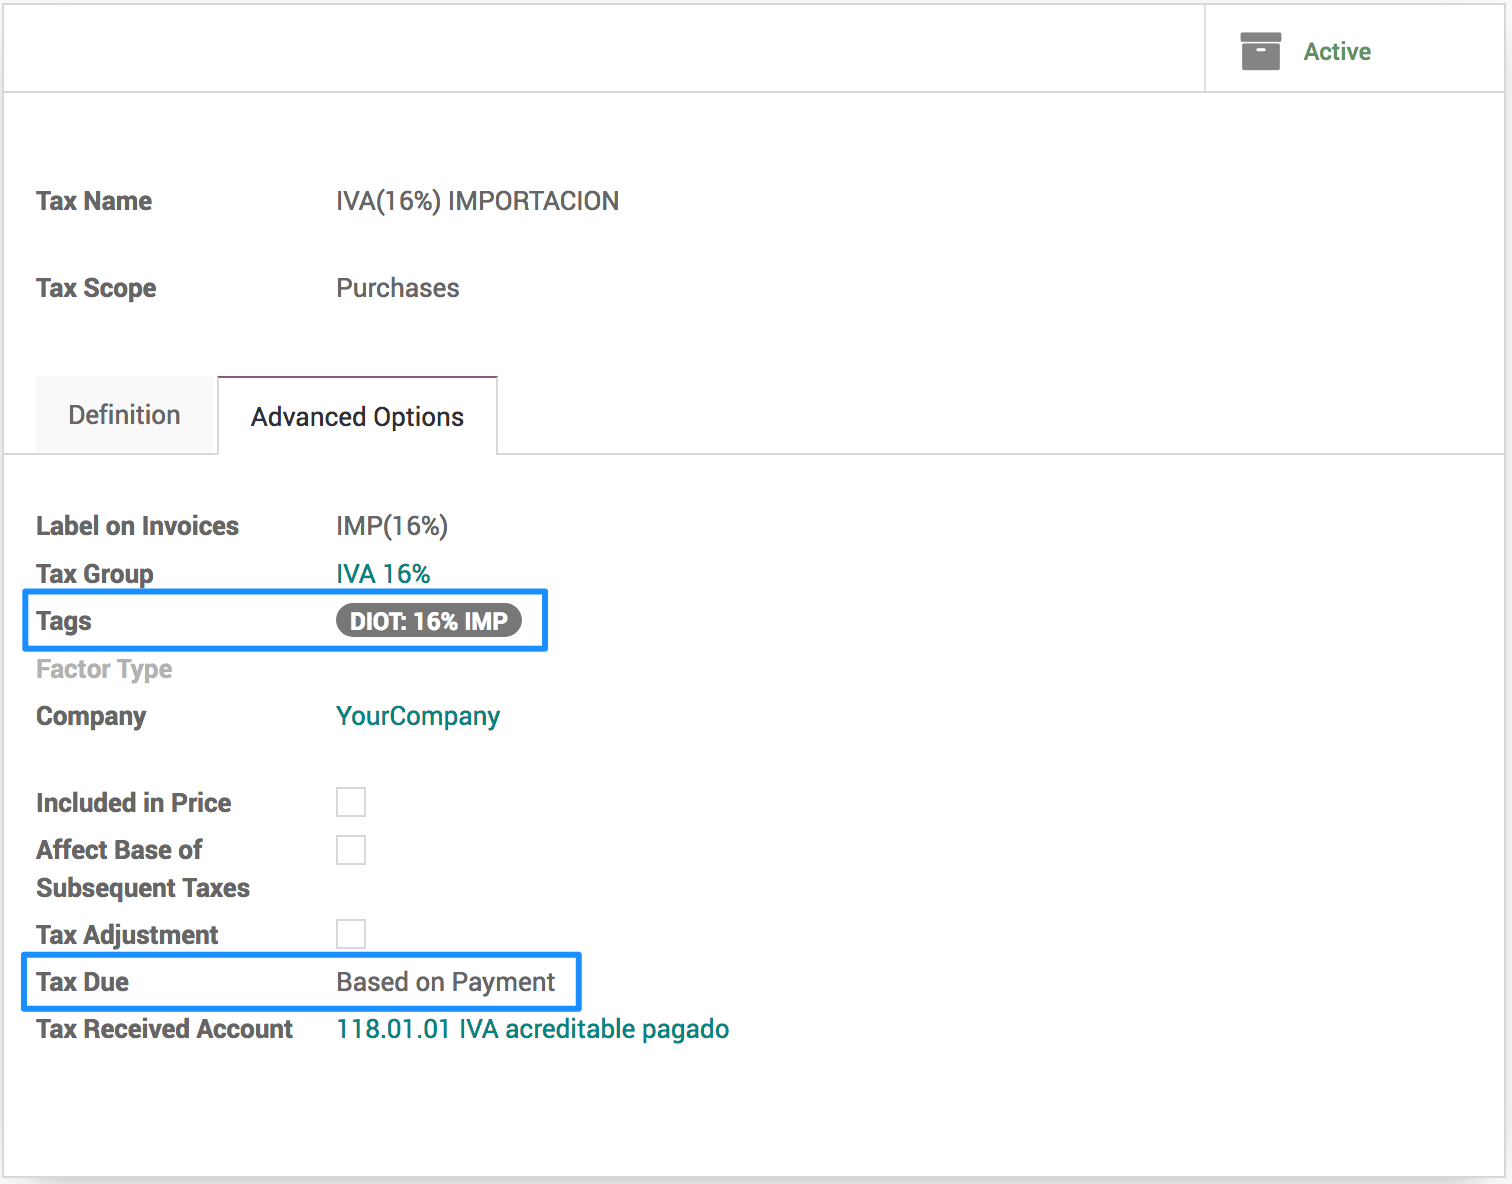 Active
Tax Name IVA(16%) IMPORTACION
Tax Scope Purchases
Definition Advanced Options
Label on Invoices IMP(16%)
Tax Group IVA 16%
Tags DIOT: 16% IMP
Factor Type
Company YourCompany
Included in Price
Affect Base of
Subsequent Taxes
Tax Adjustment
Tax Due Based on Payment
Tax Received Account 118.01.01 IVA acreditable pagado